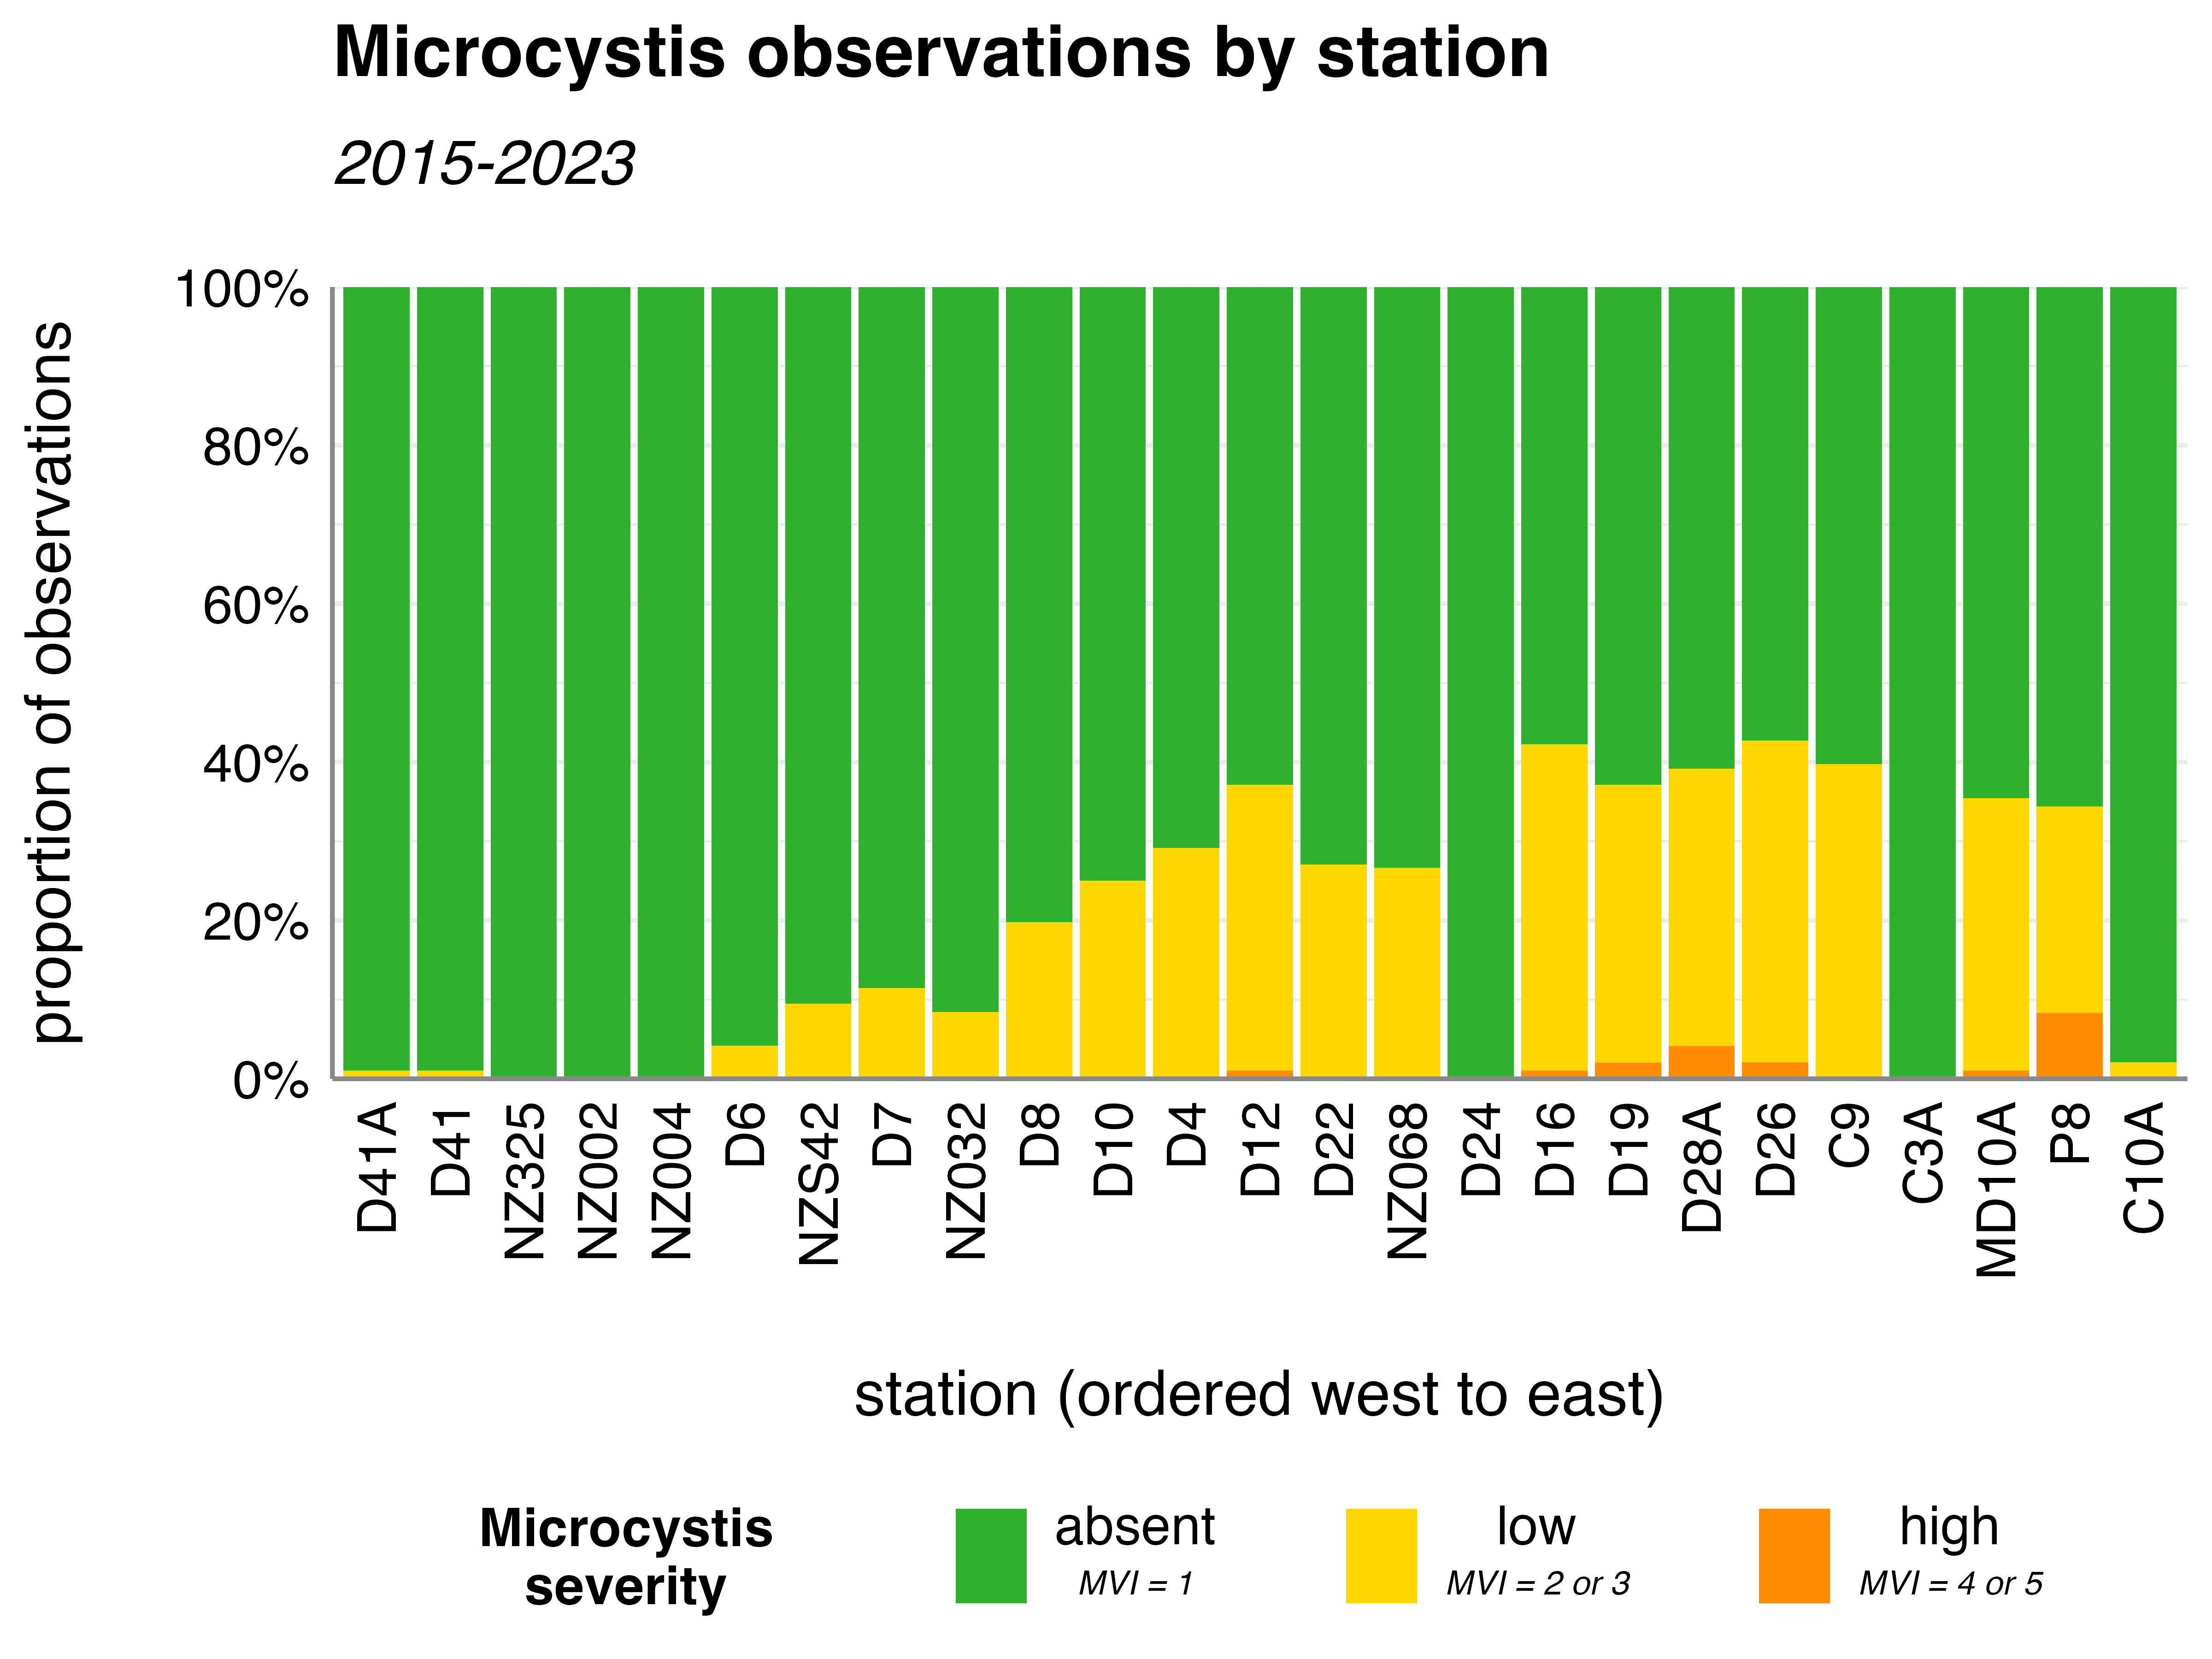 Microcystis observations by station
2015-2023
proportion of observations
100%
80%
60%
40%
20%
0%
D41A
D41
NZ325
NZ002
NZ004
D6
NZS42
D7
NZ032
D8
D10
D4
D12
D22
NZ068
D24
D16
D19
D28A
D26
C9
C3A
MD10A
P8
C10A
station (ordered west to east)
Microcystis
severity
absent
MVI = 1
low
MVI = 2 or 3
high
MVI = 4 or 5